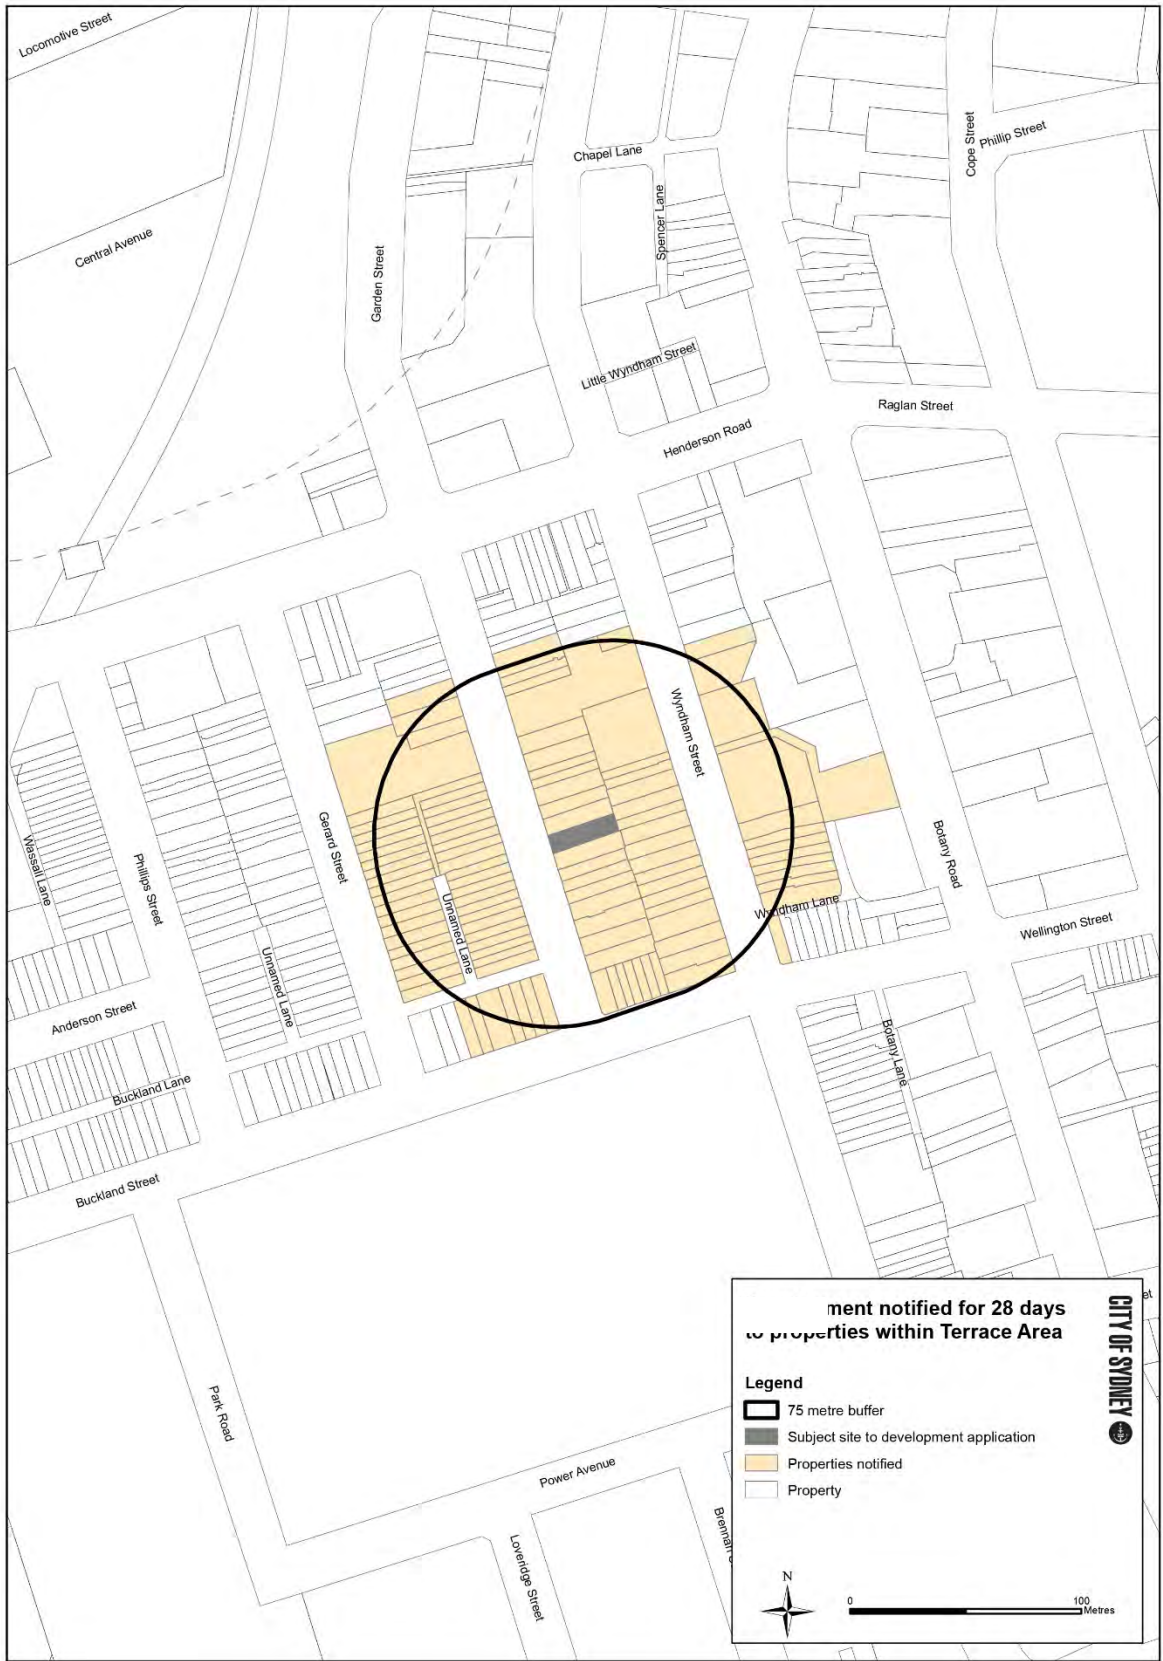 Locomotive Street
Central Avenue
Garden Street
Chapel Lane
Spencer Lane
Cope Street
Phillip Street
Little Wyndham Street
Henderson Road
Raglan Street
Wyndham Street
Gerard Street
Wassall Lane
Phillips Street
Unnamed Lane
Unnamed Lane
Botany Road
Wyndham Lane
Wellington Street
Anderson Street
Buckland Lane
Botany Lane
Buckland Street
Park Road
Power Avenue
Loveridge Street
Brennan
et
ment notified for 28 days
to properties within Terrace Area
CITY OF SYDNEY
Legend
75 metre buffer
Subject site to development application
Properties notified
Property
N
0 100
Metres